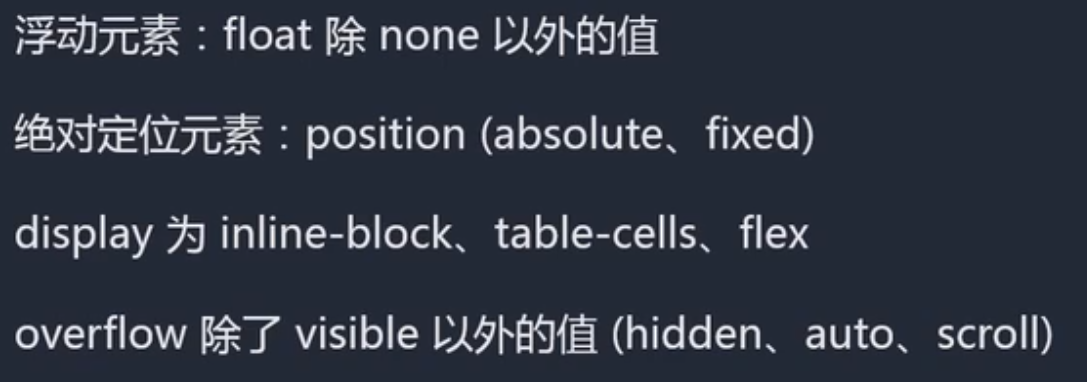 浮动元素：float 除 none 以外的值
绝对定位元素：position (absolute、fixed)
display 为 inline-block、table-cells、flex
overflow 除了 visible 以外的值 (hidden、auto、scroll)